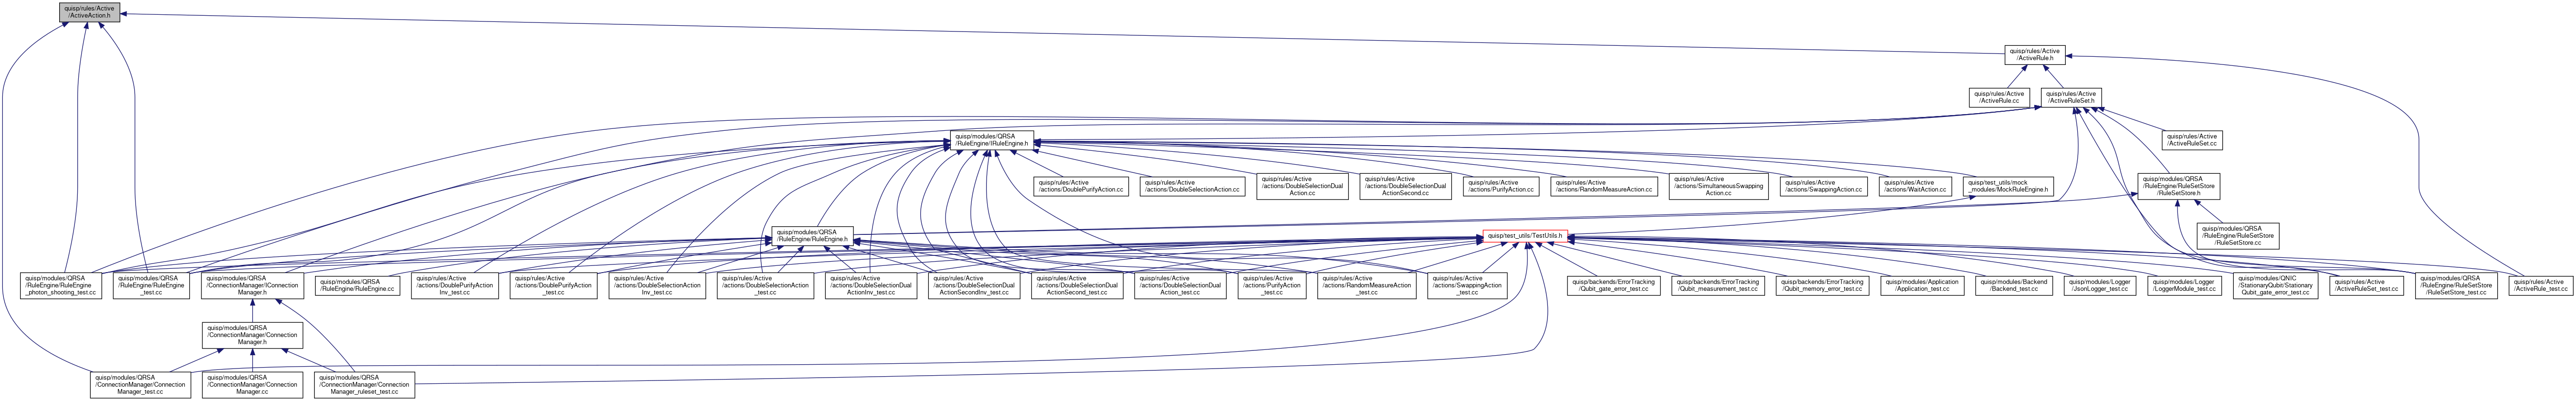 quisp/rules/Active
/ActiveAction.h
quisp/rules/Active
/ActiveRule.h
quisp/rules/Active
/ActiveRule.cc
quisp/rules/Active
/ActiveRuleSet.h
quisp/modules/QRSA
/RuleEngine/IRuleEngine.h
quisp/rules/Active
/ActiveRuleSet.cc
quisp/rules/Active
/actions/DoublePurifyAction.cc
quisp/rules/Active
/actions/DoubleSelectionAction.cc
quisp/rules/Active
/actions/DoubleSelectionDual
Action.cc
quisp/rules/Active
/actions/DoubleSelectionDual
ActionSecond.cc
quisp/rules/Active
/actions/PurifyAction.cc
quisp/rules/Active
/actions/RandomMeasureAction.cc
quisp/rules/Active
/actions/SimultaneousSwapping
Action.cc
quisp/rules/Active
/actions/SwappingAction.cc
quisp/rules/Active
/actions/WaitAction.cc
quisp/test_utils/mock
_modules/MockRuleEngine.h
quisp/modules/QRSA
/RuleEngine/RuleSetStore
/RuleSetStore.h
quisp/modules/QRSA
/RuleEngine/RuleEngine.h
quisp/test_utils/TestUtils.h
quisp/modules/QRSA
/RuleEngine/RuleSetStore
/RuleSetStore.cc
quisp/modules/QRSA
/RuleEngine/RuleEngine
_photon_shooting_test.cc
quisp/modules/QRSA
/RuleEngine/RuleEngine
_test.cc
quisp/modules/QRSA
/ConnectionManager/IConnection
Manager.h
quisp/modules/QRSA
/RuleEngine/RuleEngine.cc
quisp/rules/Active
/actions/DoublePurifyAction
Inv_test.cc
quisp/rules/Active
/actions/DoublePurifyAction
_test.cc
quisp/rules/Active
/actions/DoubleSelectionAction
Inv_test.cc
quisp/rules/Active
/actions/DoubleSelectionAction
_test.cc
quisp/rules/Active
/actions/DoubleSelectionDual
ActionInv_test.cc
quisp/rules/Active
/actions/DoubleSelectionDual
ActionSecondInv_test.cc
quisp/rules/Active
/actions/DoubleSelectionDual
ActionSecond_test.cc
quisp/rules/Active
/actions/DoubleSelectionDual
Action_test.cc
quisp/rules/Active
/actions/PurifyAction
_test.cc
quisp/rules/Active
/actions/RandomMeasureAction
_test.cc
quisp/rules/Active
/actions/SwappingAction
_test.cc
quisp/backends/ErrorTracking
/Qubit_gate_error_test.cc
quisp/backends/ErrorTracking
/Qubit_measurement_test.cc
quisp/backends/ErrorTracking
/Qubit_memory_error_test.cc
quisp/modules/Application
/Application_test.cc
quisp/modules/Backend
/Backend_test.cc
quisp/modules/Logger
/JsonLogger_test.cc
quisp/modules/Logger
/LoggerModule_test.cc
quisp/modules/QNIC
/StationaryQubit/Stationary
Qubit_gate_error_test.cc
quisp/rules/Active
/ActiveRuleSet_test.cc
quisp/modules/QRSA
/RuleEngine/RuleSetStore
/RuleSetStore_test.cc
quisp/rules/Active
/ActiveRule_test.cc
quisp/modules/QRSA
/ConnectionManager/Connection
Manager.h
quisp/modules/QRSA
/ConnectionManager/Connection
Manager_test.cc
quisp/modules/QRSA
/ConnectionManager/Connection
Manager.cc
quisp/modules/QRSA
/ConnectionManager/Connection
Manager_ruleset_test.cc